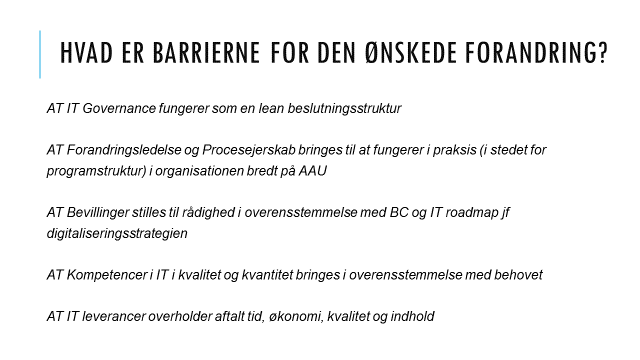 HVAD ER BARRIERNE FOR DEN ØNSKEDE FORANDRING?
AT IT Governance fungerer som en lean beslutningsstruktur
AT Forandringsledelse og Procesejerskab bringes til at fungerer i praksis (i stedet for
programstruktur) i organisationen bredt på AAU
AT Bevillinger stilles til rådighed i overensstemmelse med BC og IT roadmap jf
digitaliseringsstrategien
AT Kompetencer i IT i kvalitet og kvantitet bringes i overensstemmelse med behovet
AT IT leverancer overholder aftalt tid, økonomi, kvalitet og indhold